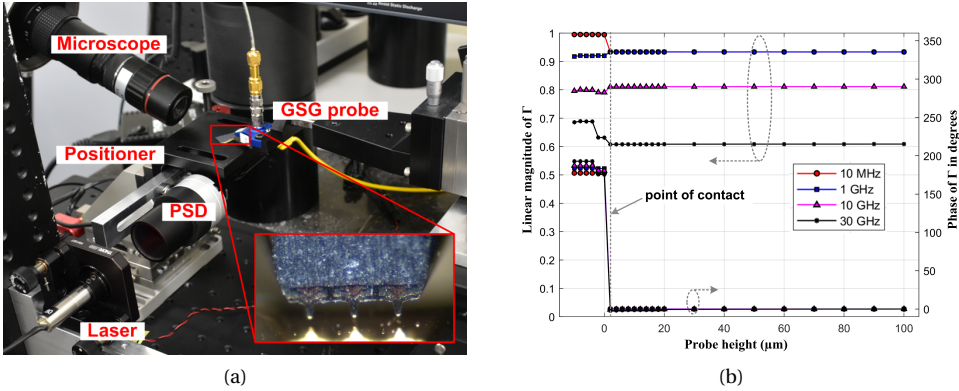 Microscope
GSG probe
Positioner
PSD
Laser
(a)
Linear magnitude of Γ
1
0.9
0.8
0.7
0.6
0.5
0.4
0.3
0.2
0.1
0
350
300
250
200
150
100
50
0
Phase of Γ in degrees
10 MHz
1 GHz
10 GHz
30 GHz
point of contact
0 20 40 60 80 100
Probe height (µm)
(b)